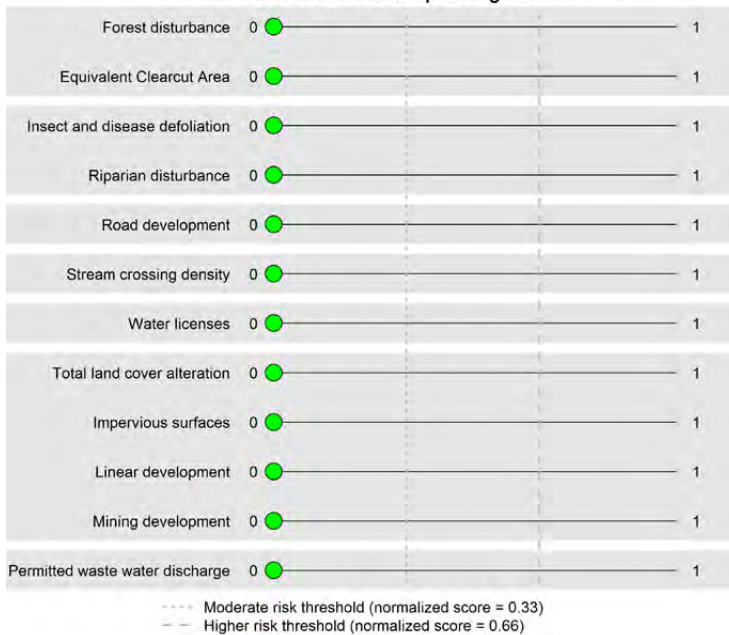 Forest disturbance 0 1
Equivalent Clearcut Area 0 1
Insect and disease defoliation 0 1
Riparian disturbance 0 1
Road development 0 1
Stream crossing density 0 1
Water licenses 0 1
Total land cover alteration 0 1
Impervious surfaces 0 1
Linear development 0 1
Mining development 0 1
Permitted waste water discharge 0 1
Moderate risk threshold (normalized score = 0.33)
Higher risk threshold (normalized score = 0.66)